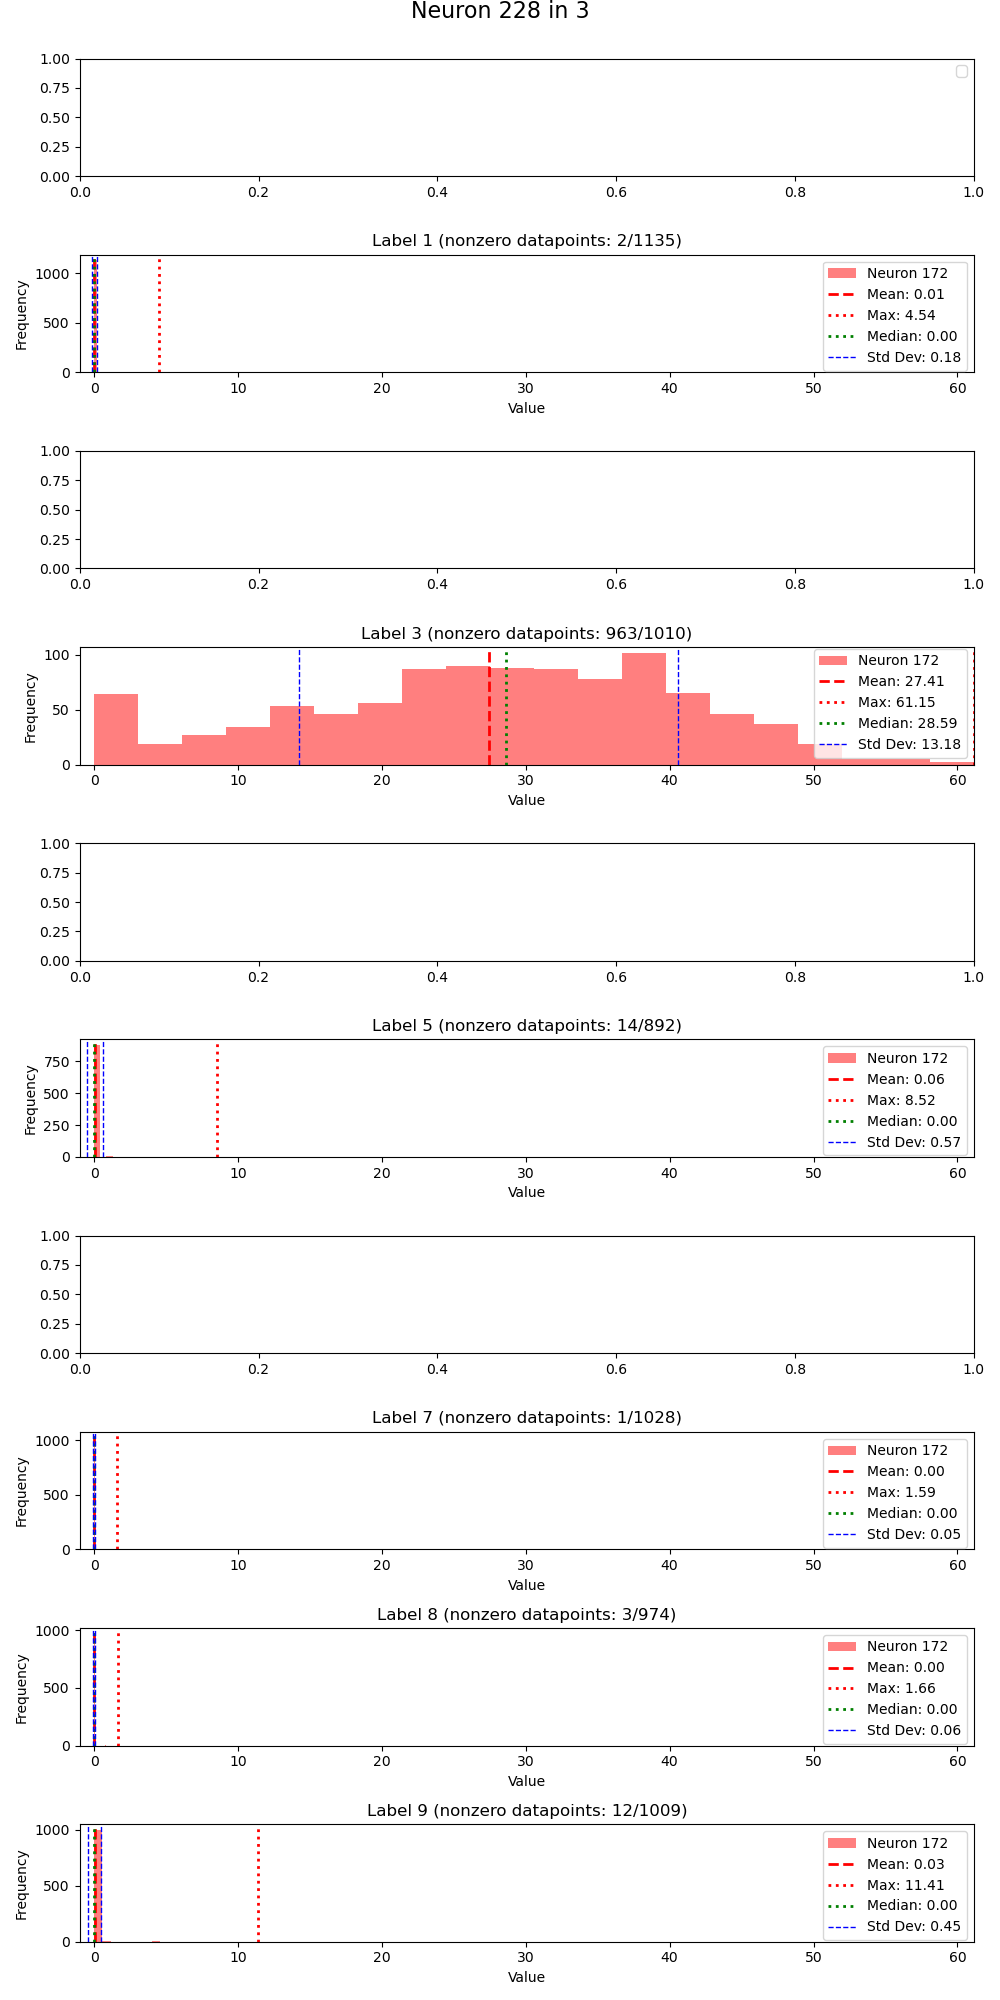 Neuron 228 in 3
1.00
0.75
0.50
0.25
0.00
0.0 0.2 0.4 0.6 0.8 1.0
Label 1 (nonzero datapoints: 2/1135)
Frequency
1000
500
0
Neuron 172
Mean: 0.01
Max: 4.54
Median: 0.00
Std Dev: 0.18
0 10 20 30 40 50 60
Value
1.00
0.75
0.50
0.25
0.00
0.0 0.2 0.4 0.6 0.8 1.0
Label 3 (nonzero datapoints: 963/1010)
Frequency
100
50
0
Neuron 172
Mean: 27.41
Max: 61.15
Median: 28.59
Std Dev: 13.18
0 10 20 30 40 50 60
Value
1.00
0.75
0.50
0.25
0.00
0.0 0.2 0.4 0.6 0.8 1.0
Label 5 (nonzero datapoints: 14/892)
Frequency
750
500
250
0
Neuron 172
Mean: 0.06
Max: 8.52
Median: 0.00
Std Dev: 0.57
0 10 20 30 40 50 60
Value
1.00
0.75
0.50
0.25
0.00
0.0 0.2 0.4 0.6 0.8 1.0
Label 7 (nonzero datapoints: 1/1028)
Frequency
1000
500
0
Neuron 172
Mean: 0.00
Max: 1.59
Median: 0.00
Std Dev: 0.05
0 10 20 30 40 50 60
Value
Label 8 (nonzero datapoints: 3/974)
Frequency
1000
500
0
Neuron 172
Mean: 0.00
Max: 1.66
Median: 0.00
Std Dev: 0.06
0 10 20 30 40 50 60
Value
Label 9 (nonzero datapoints: 12/1009)
Frequency
1000
500
0
Neuron 172
Mean: 0.03
Max: 11.41
Median: 0.00
Std Dev: 0.45
0 10 20 30 40 50 60
Value